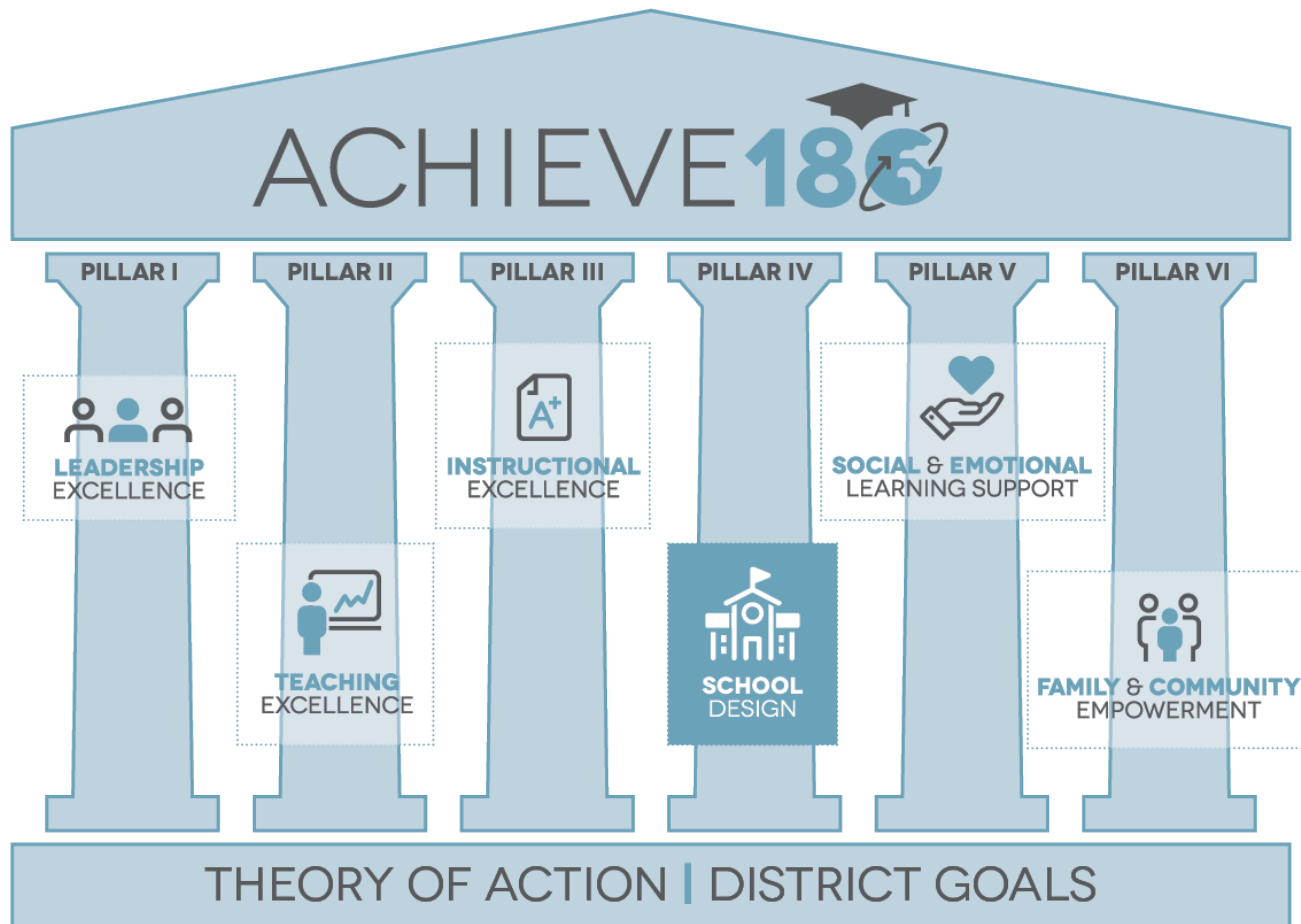 ACHIEVE180
PILLAR I
PILLAR II
PILLAR III
PILLAR IV
PILLAR V
PILLAR VI
LEADERSHIP
EXCELLENCE
TEACHING
EXCELLENCE
A+
INSTRUCTIONAL
EXCELLENCE
SCHOOL
DESIGN
SOCIAL & EMOTIONAL
LEARNING SUPPORT
FAMILY & COMMUNITY
EMPOWERMENT
THEORY OF ACTION | DISTRICT GOALS